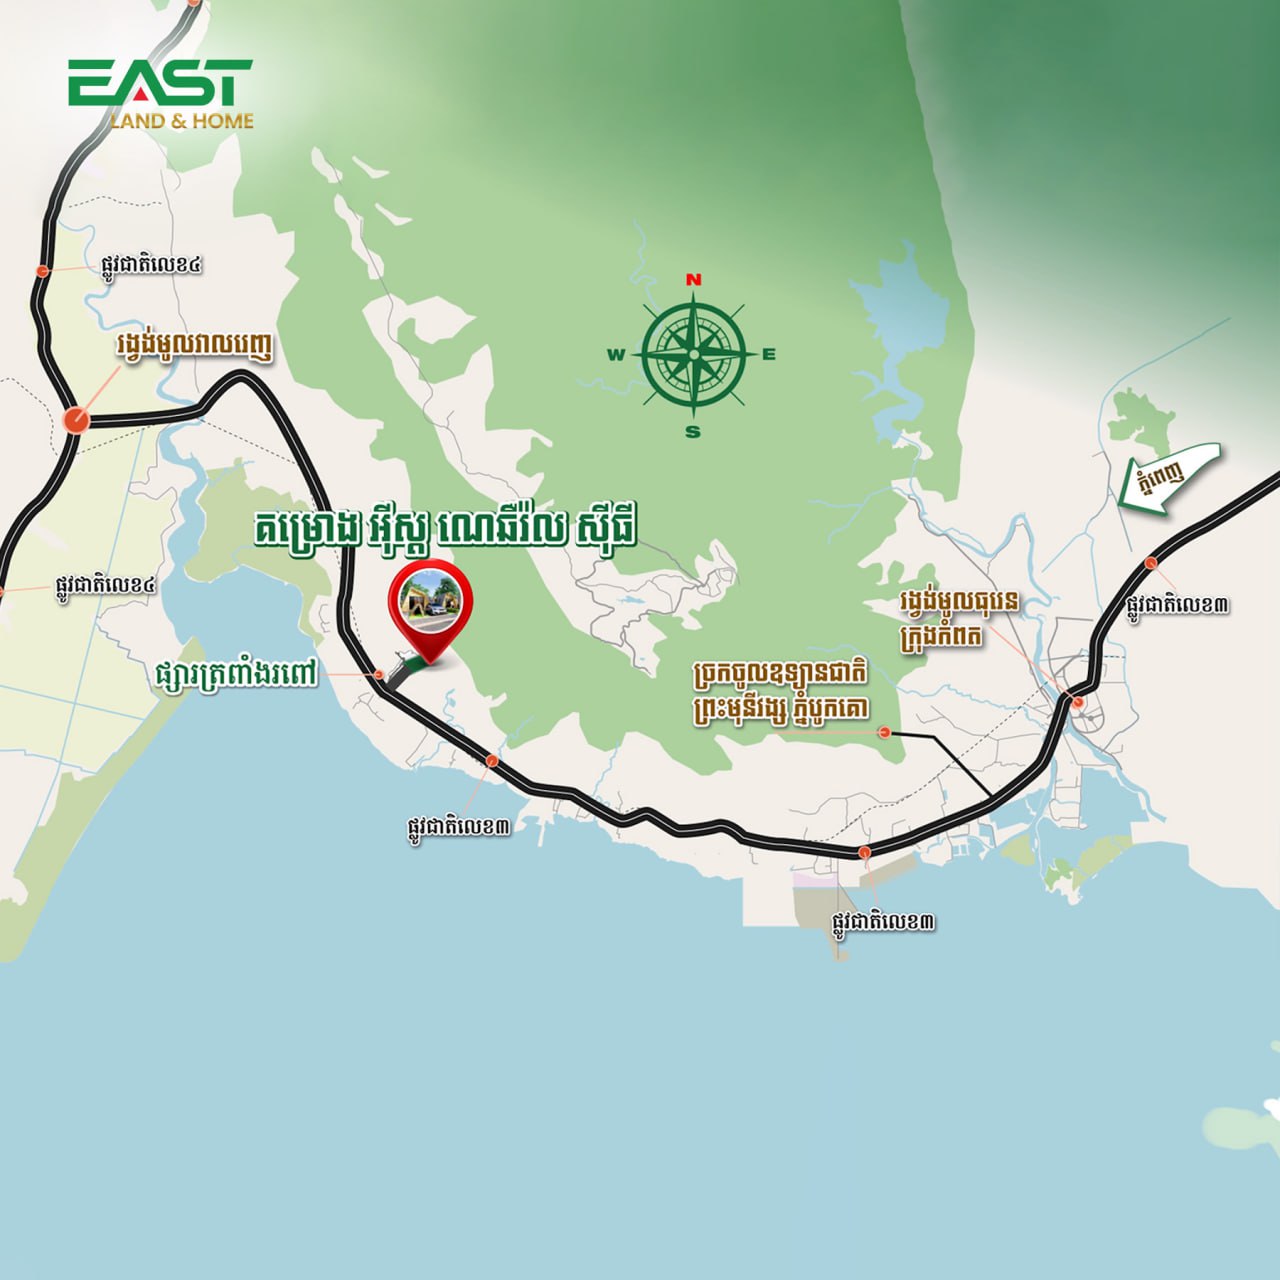 EAST
LAND & HOME
ផ្លូវជាតិលេខ៤
រង្វង់មូលវាលរេញ
N
W
E
S
ភ្នំពេញ
គម្រោង អ៊ីស្ត ណេឆឺរ៉ល ស៊ីធី
ផ្លូវជាតិលេខ៤
រង្វង់មូលធុរេន
ក្រុងកំពត
ផ្លូវជាតិលេខ៣
ផ្សារត្រពាំងរពៅ
ច្រកចូលឧទ្យានជាតិ
ព្រះមុនីវង្ស ភ្នំបូកគោ
ផ្លូវជាតិលេខ៣
ផ្លូវជាតិលេខ៣